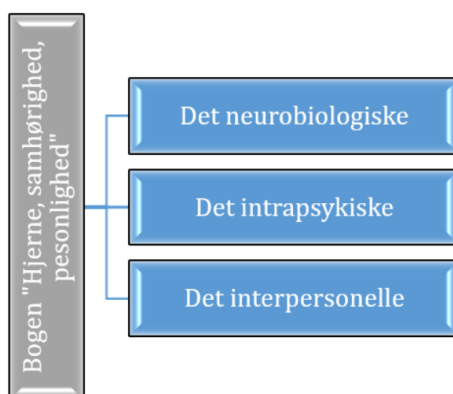 Bogen "Hjerne, samhørighed,
pesonlighed"
Det neurobiologiske
Det intrapsykiske
Det interpersonelle